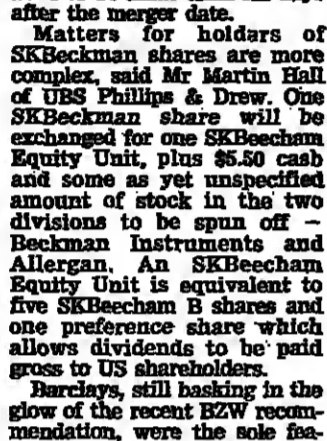 after the merger date.
Matters for holdars of
SKBeckman shares are more
complex, said Mr Martin Hall
of UBS Phillips & Drew. One
SKBeckman share will be
exchanged for one SKBeecham
Equity Unit, plus $5.50 cash
and some as yet unspecified
amount of stock in the two
divisions to be spun off –
Beckman Instruments and
Allergan. An SKBeecham
Equity Unit is equivalent to
five SKBeecham B shares and
one preference share which
allows dividends to be paid
gross to US shareholders.
Barclays, still basking in the
glow of the recent BZW recom-
mendation, were the sole fea-